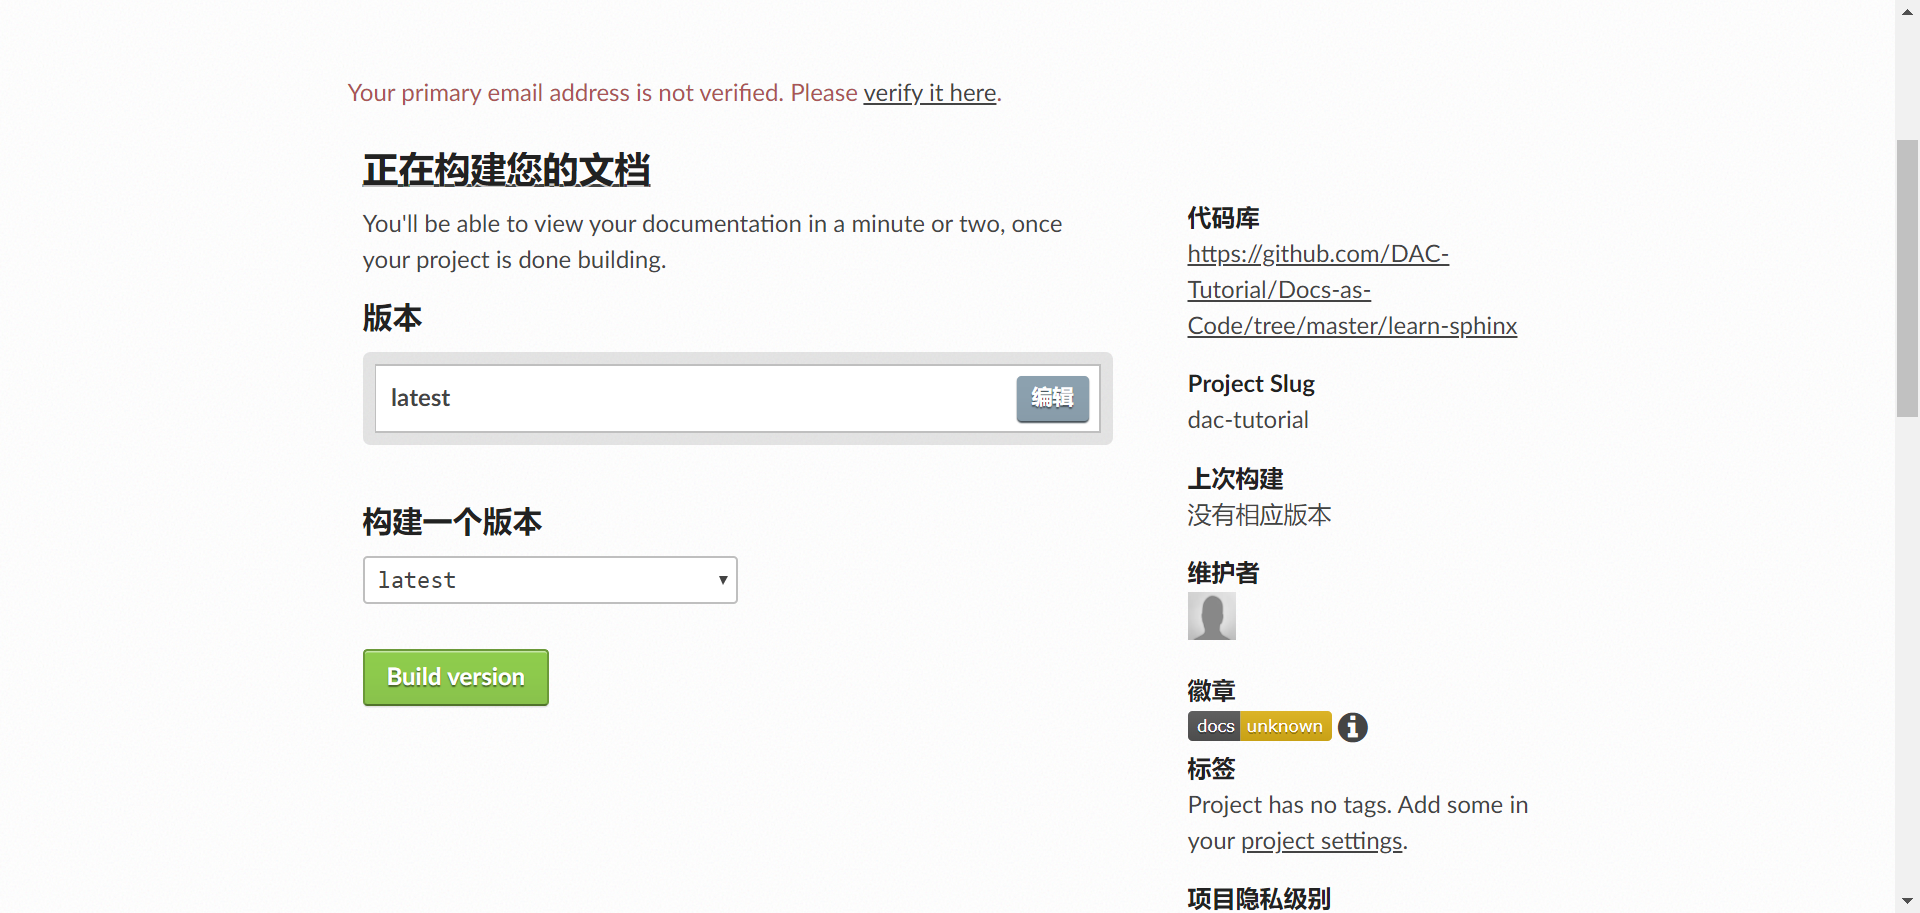 Your primary email address is not verified. Please verify it here.
正在构建您的文档
You'll be able to view your documentation in a minute or two, once
your project is done building.
版本
latest
编辑
构建一个版本
latest
Build version
代码库
https://github.com/DAC-
Tutorial/Docs-as-
Code/tree/master/learn-sphinx
Project Slug
dac-tutorial
上次构建
没有相应版本
维护者
徽章
docs unknown
标签
Project has no tags. Add some in
your project settings.
项目隐私级别